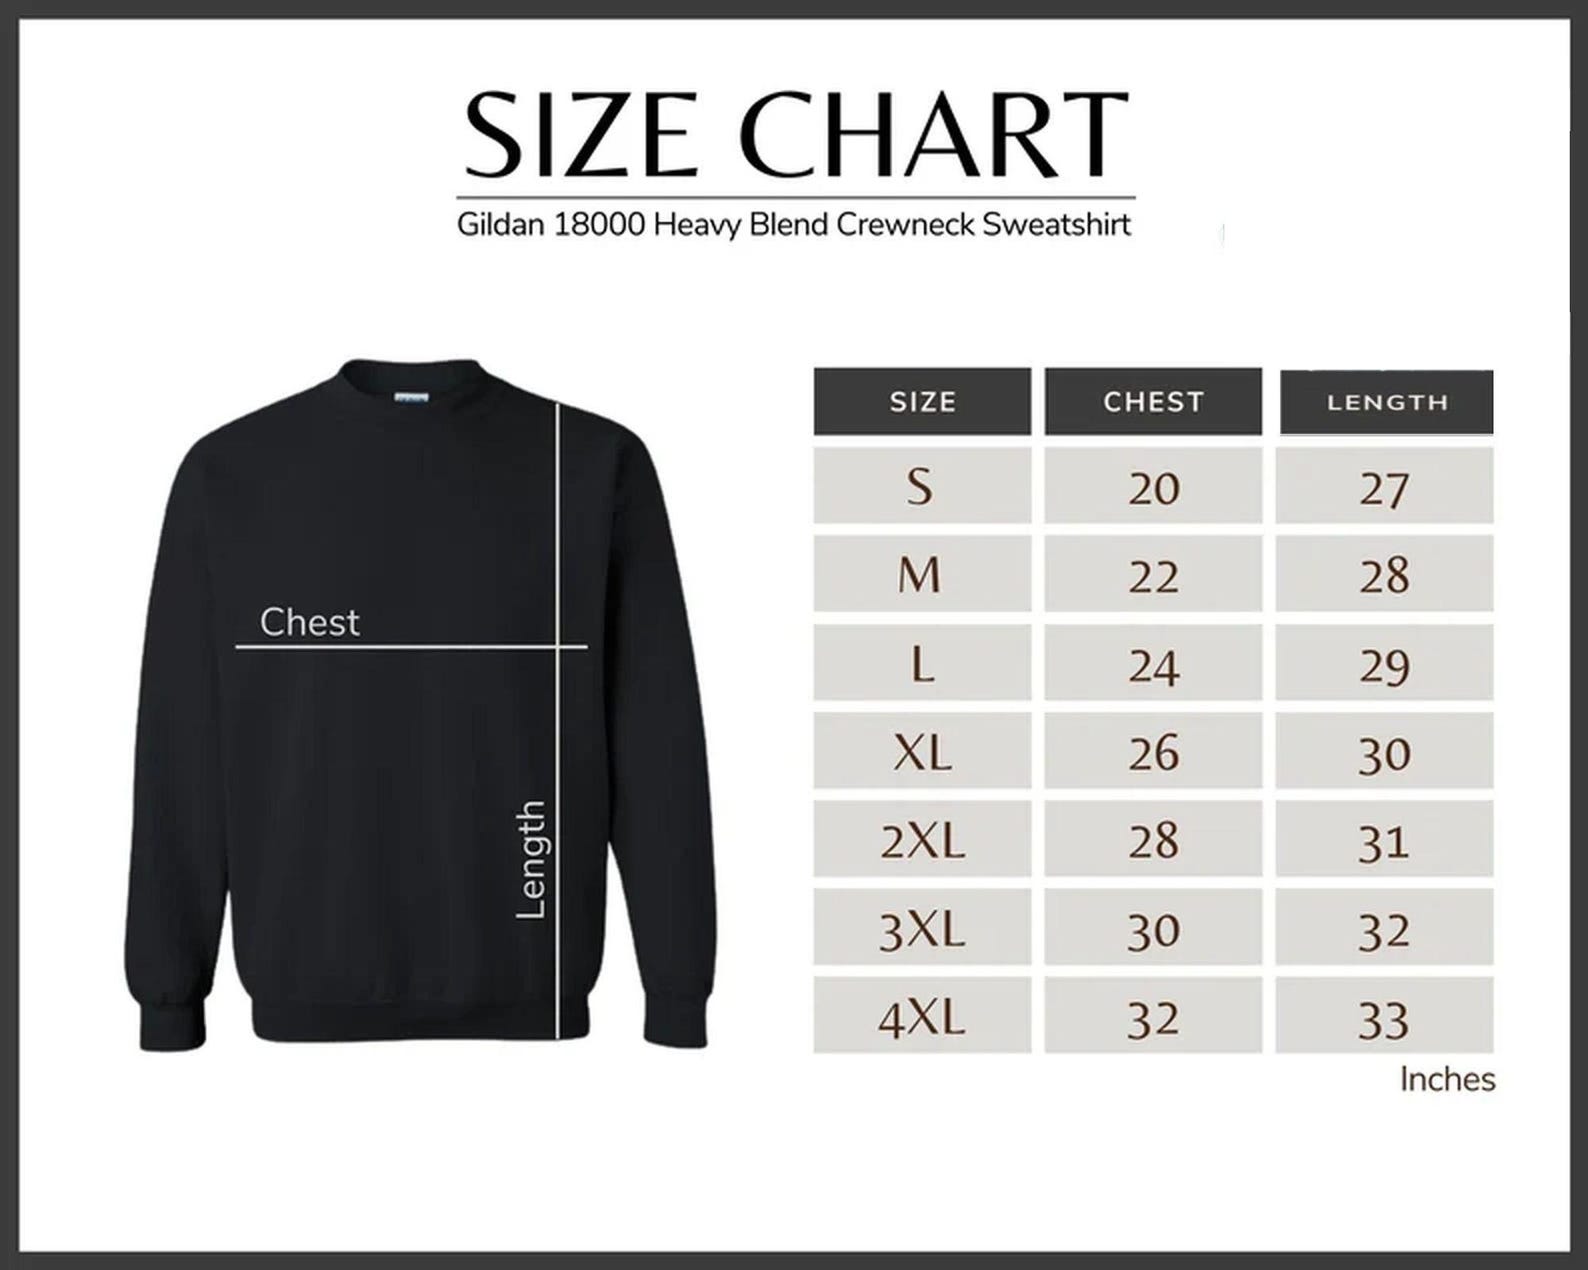 SIZE CHART
Gildan 18000 Heavy Blend Crewneck Sweatshirt
Chest
Length
SIZE CHEST LENGTH
S 20 27
M 22 28
L 24 29
XL 26 30
2XL 28 31
3XL 30 32
4XL 32 33
Inches